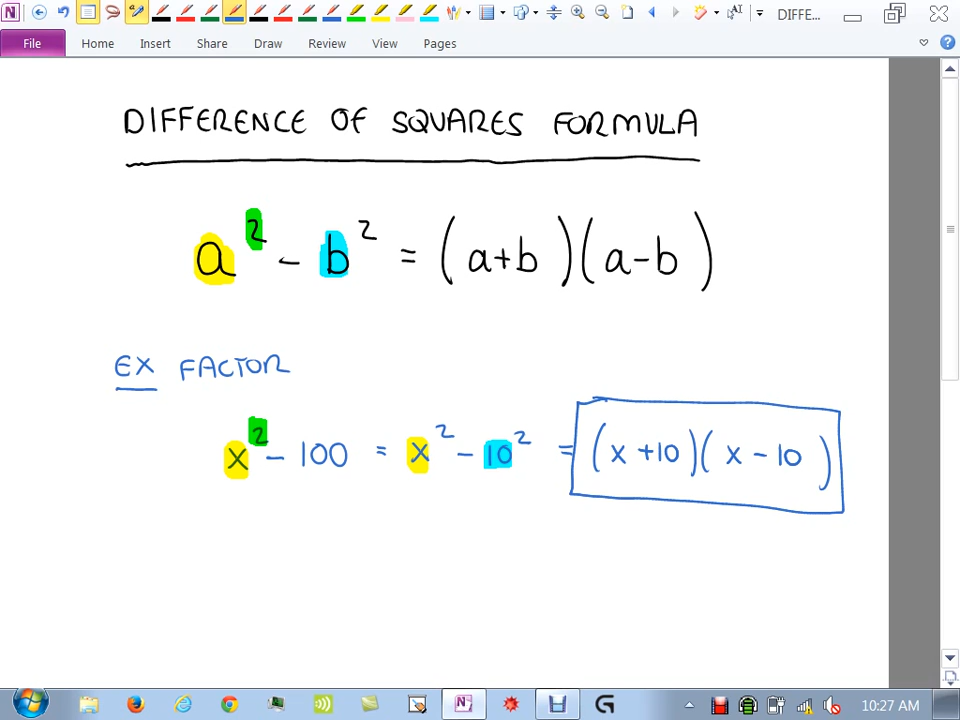 DIFFE...
File Home Insert Share Draw Review View Pages
DIFFERENCE OF SQUARES FORMULA
a² - b² = (a+b)(a-b)
EX FACTOR
x² - 100 = x² - 10² = (x+10)(x-10)
10:27 AM